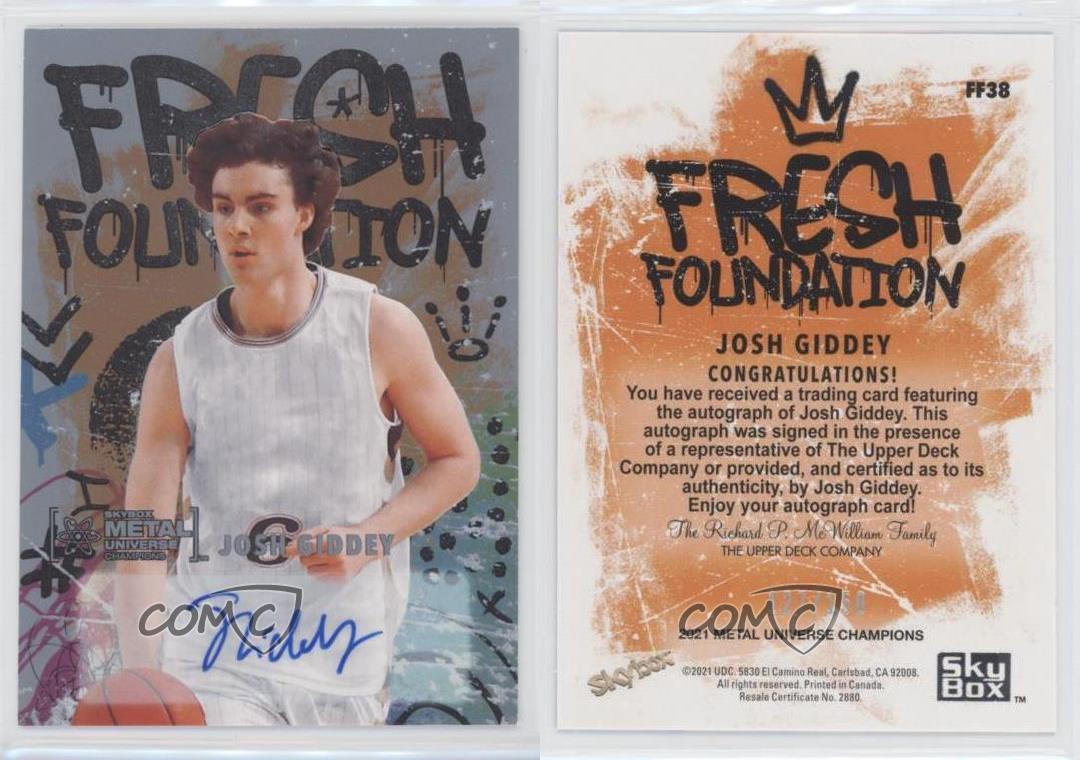 FRESH
FOUNDATION
SKYBOX
METAL
UNIVERSE
CHAMPIONS
JOSH GIDDEY
COMC
J Giddey
FF38
FRESH
FOUNDATION
JOSH GIDDEY
CONGRATULATIONS!
You have received a trading card featuring
the autograph of Josh Giddey. This
autograph was signed in the presence
of a representative of The Upper Deck
Company or provided, and certified as to its
authenticity, by Josh Giddey.
Enjoy your autograph card!
The Richard P. McWilliam Family
THE UPPER DECK COMPANY
COMC
2021 METAL UNIVERSE CHAMPIONS
©2021 UDC. 5830 El Camino Real, Carlsbad, CA 92008.
All rights reserved. Printed in Canada.
Resale Certificate No. 2880.
Skybox
Sky
Box™